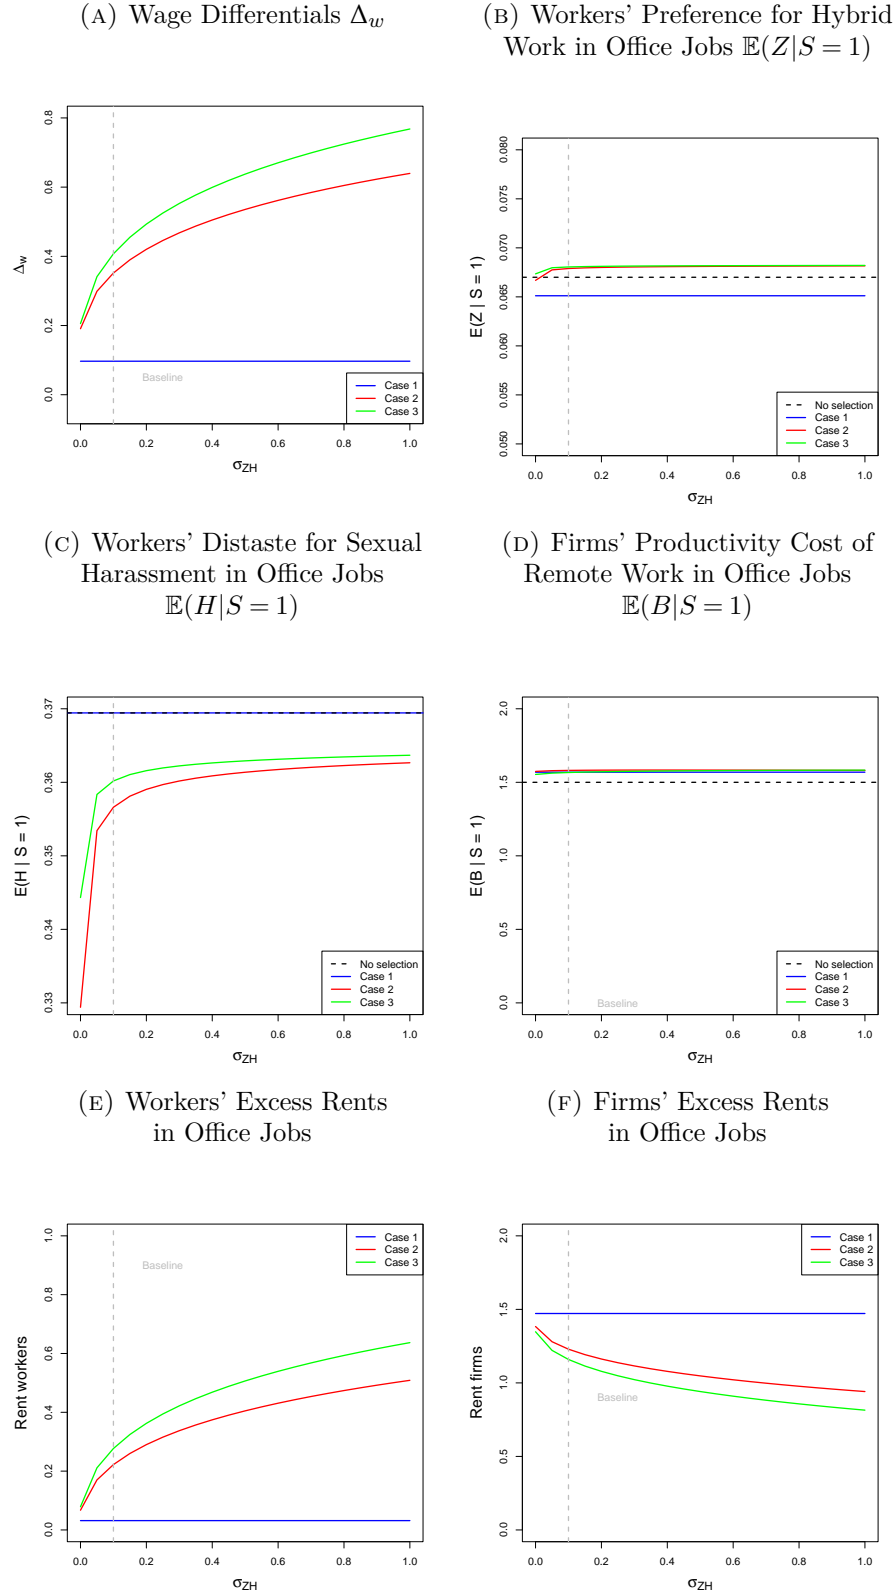 (A) Wage Differentials Δw
0.8
0.6
0.4
0.2
0.0
Δw
Baseline
Case 1
Case 2
Case 3
0.0 0.2 0.4 0.6 0.8 1.0
σZH
(B) Workers' Preference for Hybrid
Work in Office Jobs 𝔼(Z|S = 1)
0.080
0.075
0.070
0.065
0.060
0.055
0.050
E(Z | S = 1)
No selection
Case 1
Case 2
Case 3
0.0 0.2 0.4 0.6 0.8 1.0
σZH
(C) Workers' Distaste for Sexual
Harassment in Office Jobs
𝔼(H|S = 1)
0.37
0.36
0.35
0.34
0.33
E(H | S = 1)
No selection
Case 1
Case 2
Case 3
0.0 0.2 0.4 0.6 0.8 1.0
σZH
(D) Firms' Productivity Cost of
Remote Work in Office Jobs
𝔼(B|S = 1)
2.0
1.5
1.0
0.5
0.0
E(B | S = 1)
Baseline
No selection
Case 1
Case 2
Case 3
0.0 0.2 0.4 0.6 0.8 1.0
σZH
(E) Workers' Excess Rents
in Office Jobs
1.0
0.8
0.6
0.4
0.2
0.0
Rent workers
Baseline
Case 1
Case 2
Case 3
0.0 0.2 0.4 0.6 0.8 1.0
σZH
(F) Firms' Excess Rents
in Office Jobs
2.0
1.5
1.0
0.5
0.0
Rent firms
Baseline
Case 1
Case 2
Case 3
0.0 0.2 0.4 0.6 0.8 1.0
σZH